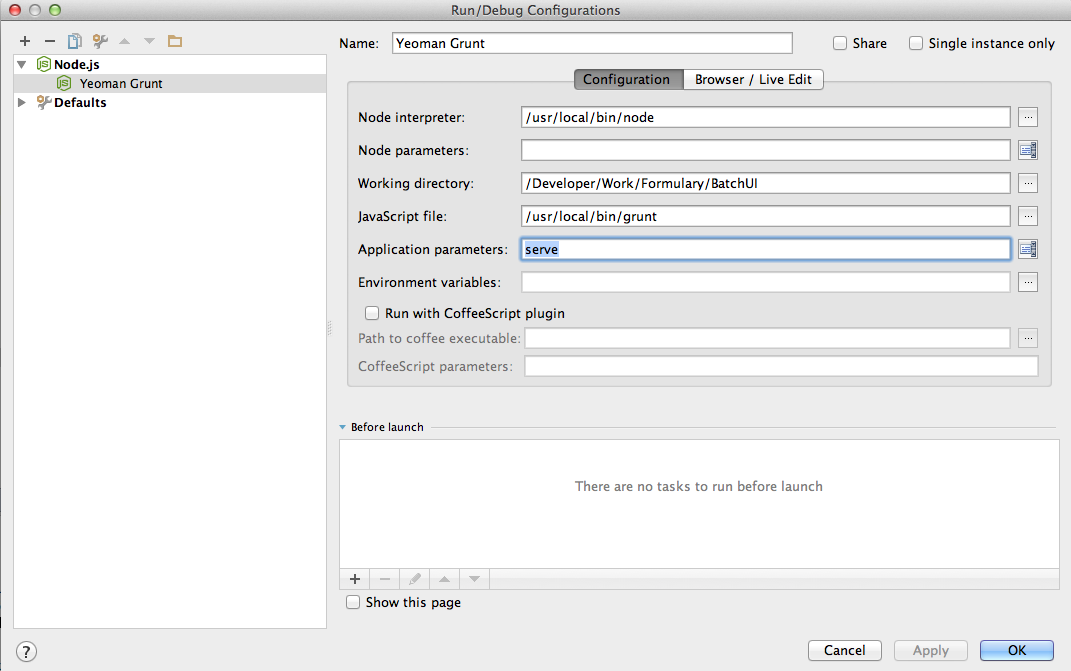 Run/Debug Configurations
Name: Yeoman Grunt Share Single instance only
Node.js
Yeoman Grunt
Defaults
Configuration Browser / Live Edit
Node interpreter: /usr/local/bin/node ...
Node parameters:
Working directory: /Developer/Work/Formulary/BatchUI ...
JavaScript file: /usr/local/bin/grunt ...
Application parameters: serve
Environment variables: ...
Run with CoffeeScript plugin
Path to coffee executable: ...
CoffeeScript parameters:
Before launch
There are no tasks to run before launch
Show this page
? Cancel Apply OK